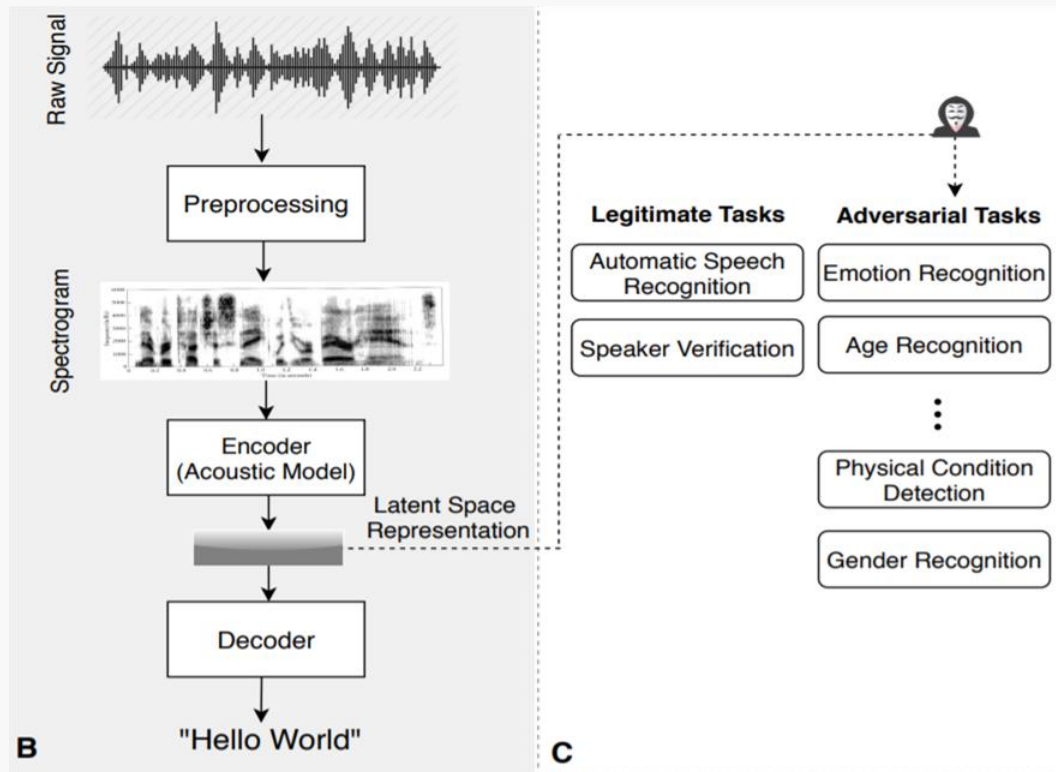 Raw Signal
Preprocessing
Spectrogram
Encoder
(Acoustic Model)
Latent Space
Representation
Decoder
"Hello World"
B
Legitimate Tasks
Automatic Speech
Recognition
Speaker Verification
Adversarial Tasks
Emotion Recognition
Age Recognition
Physical Condition
Detection
Gender Recognition
C